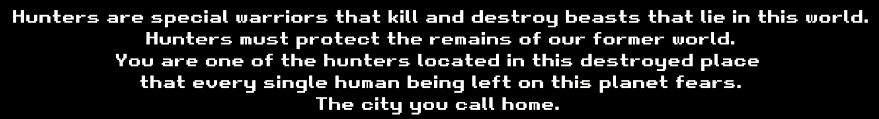 Hunters are special warriors that kill and destroy beasts that lie in this world.
Hunters must protect the remains of our former world.
You are one of the hunters located in this destroyed place
that every single human being left on this planet fears.
The city you call home.